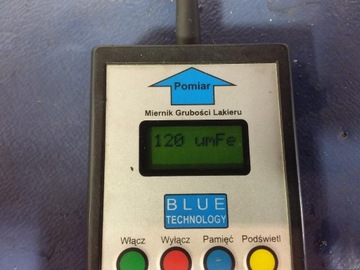 Pomiar
Miernik Grubości Lakieru
120 umFe
BLUE
TECHNOLOGY
Włącz Wyłącz Pamięć Podświetl